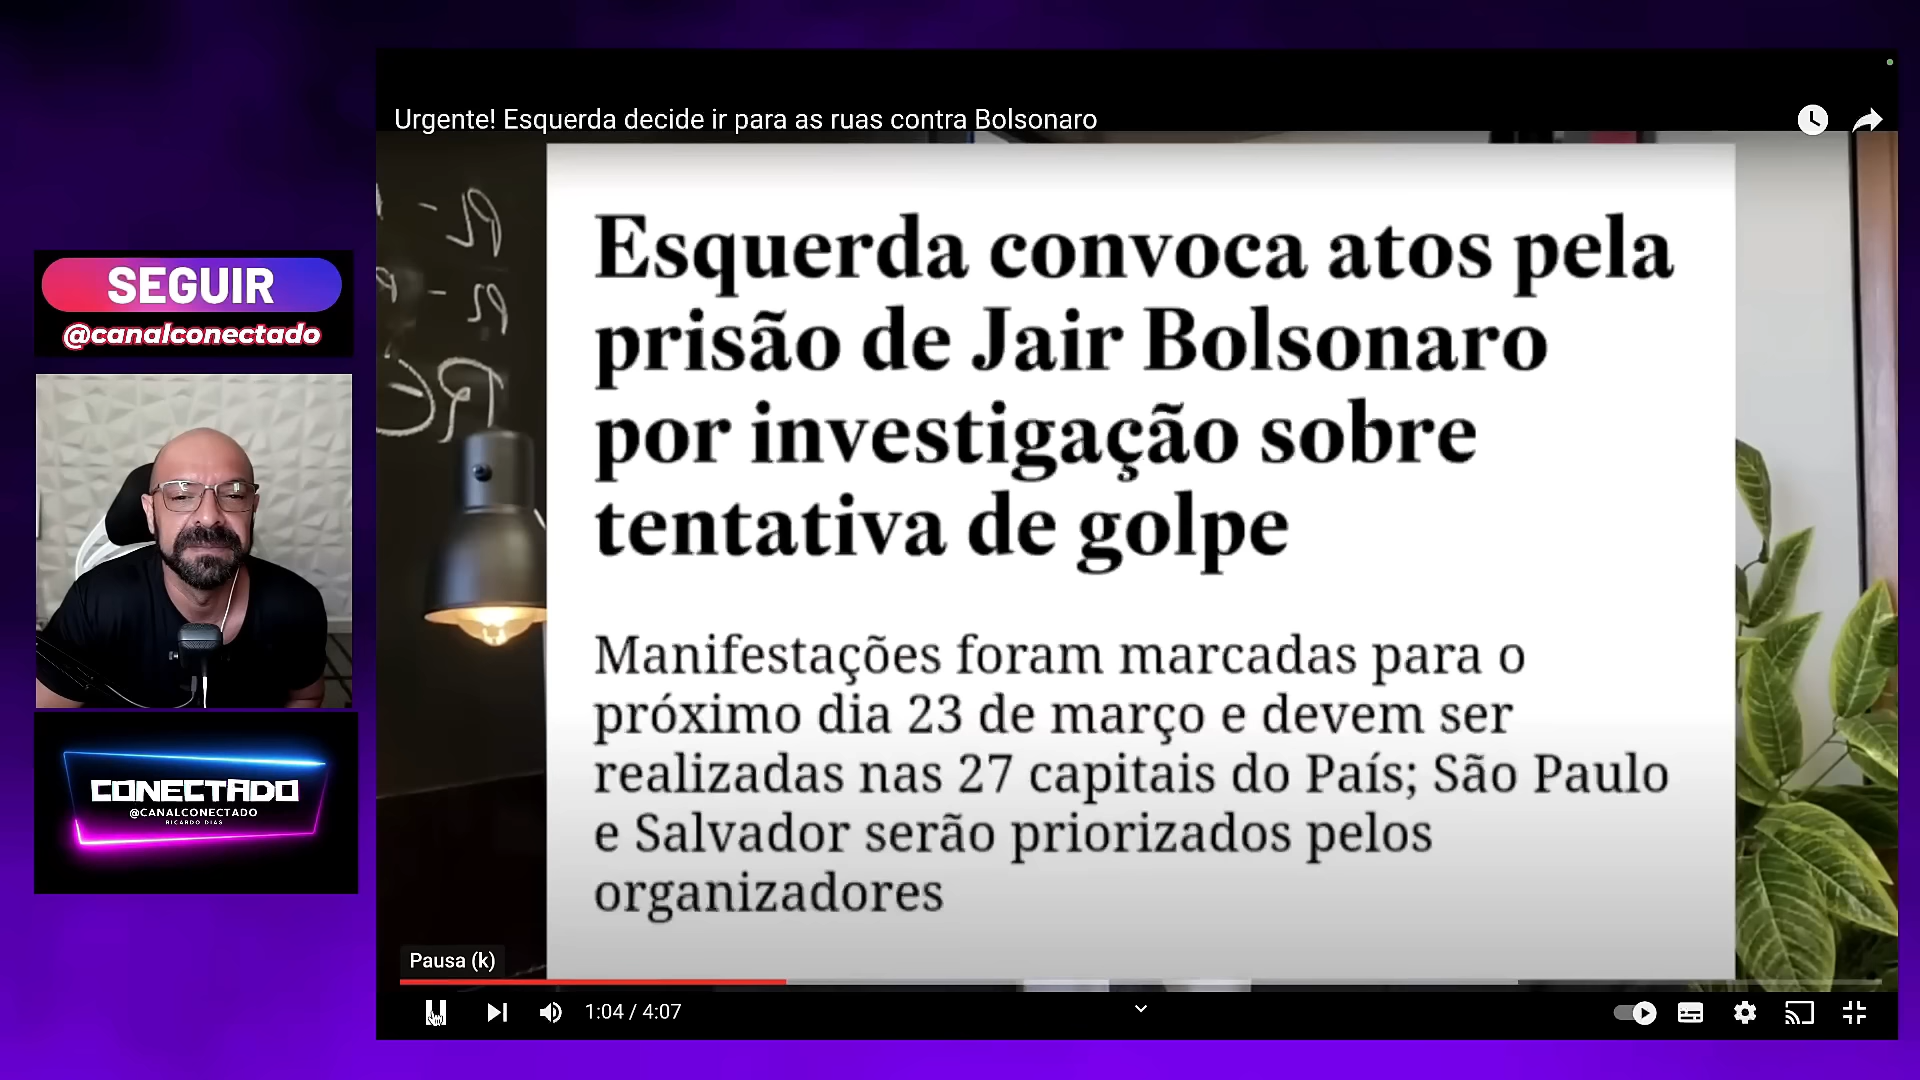 Urgente! Esquerda decide ir para as ruas contra Bolsonaro
Esquerda convoca atos pela
prisão de Jair Bolsonaro
por investigação sobre
tentativa de golpe
Manifestações foram marcadas para o
próximo dia 23 de março e devem ser
realizadas nas 27 capitais do País; São Paulo
e Salvador serão priorizados pelos
organizadores
SEGUIR
@canalconectado
CONECTADO
@CANALCONECTADO
RICARDO DIAS
Pausa (k)
1:04 / 4:07